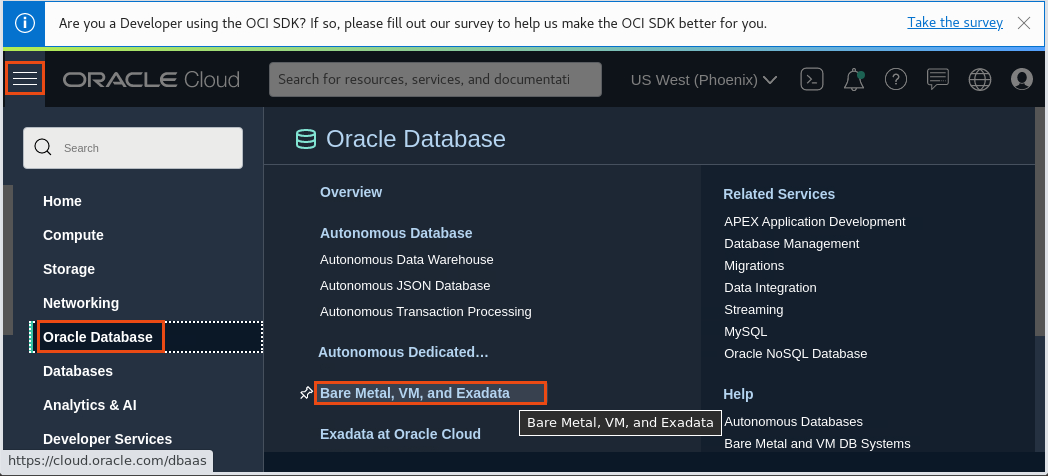 Are you a Developer using the OCI SDK? If so, please fill out our survey to help us make the OCI SDK better for you.
Take the survey
ORACLE Cloud
Search for resources, services, and documentati
US West (Phoenix)
Search
Home
Compute
Storage
Networking
Oracle Database
Databases
Analytics & AI
Developer Services
https://cloud.oracle.com/dbaas
Oracle Database
Overview
Autonomous Database
Autonomous Data Warehouse
Autonomous JSON Database
Autonomous Transaction Processing
Autonomous Dedicated…
Bare Metal, VM, and Exadata
Bare Metal, VM, and Exadata
Exadata at Oracle Cloud
Related Services
APEX Application Development
Database Management
Migrations
Data Integration
Streaming
MySQL
Oracle NoSQL Database
Help
Autonomous Databases
Bare Metal and VM DB Systems